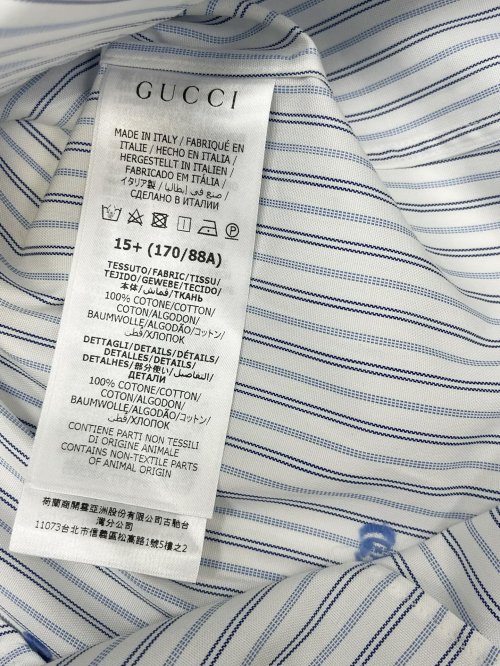 GUCCI
MADE IN ITALY / FABRIQUÉ EN
ITALIE / HECHO EN ITALIA /
HERGESTELLT IN ITALIEN /
FABRICADO EM ITÁLIA /
イタリア製 / صنع في إيطاليا /
СДЕЛАНО В ИТАЛИИ
15+ (170/88A)
TESSUTO/FABRIC/TISSU/
TEJIDO/GEWEBE/TECIDO/
本体/قماش/ТКАНЬ
100% COTONE/COTTON/
COTON/ALGODON/
BAUMWOLLE/ALGODÃO/コットン/
قطن/ХЛОПОК
DETTAGLI/DETAILS/DÉTAILS/
DETALLES/DETAILS/
DETALHES/部分使い/التفاصيل/
ДЕТАЛИ
100% COTONE/COTTON/
COTON/ALGODON/
BAUMWOLLE/ALGODÃO/コットン/
قطن/ХЛОПОК
CONTIENE PARTI NON TESSILI
DI ORIGINE ANIMALE
CONTAINS NON-TEXTILE PARTS
OF ANIMAL ORIGIN
荷蘭商開雲亞洲股份有限公司古馳台
灣分公司
11073台北市信義區松高路1號5樓之2